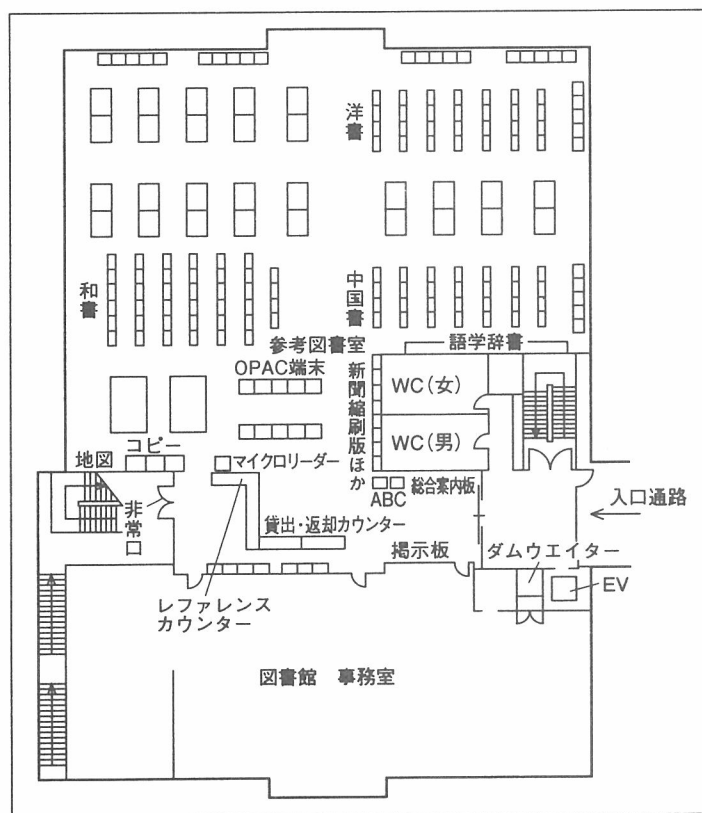 洋書
和書
中国書
参考図書室
語学辞書
OPAC端末
新聞縮刷版ほか
WC(女)
WC(男)
コピー
地図
マイクロリーダー
総合案内板
ABC
非常口
貸出・返却カウンター
入口通路
掲示板
ダムウエイター
EV
レファレンス
カウンター
図書館 事務室